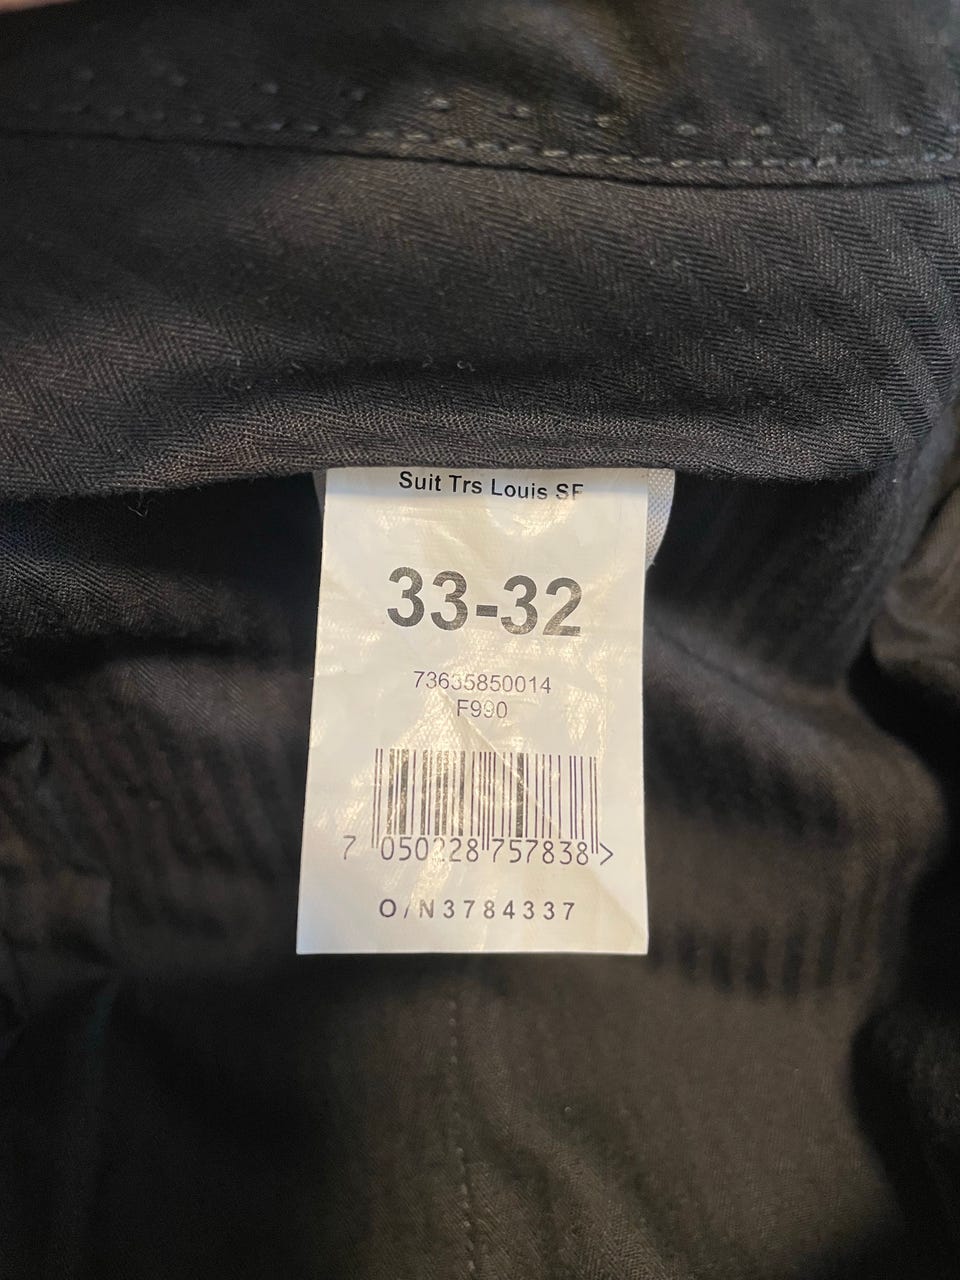 Suit Trs Louis SF
33-32
73635850014
F990
7 050228 757838 >
O/N3784337